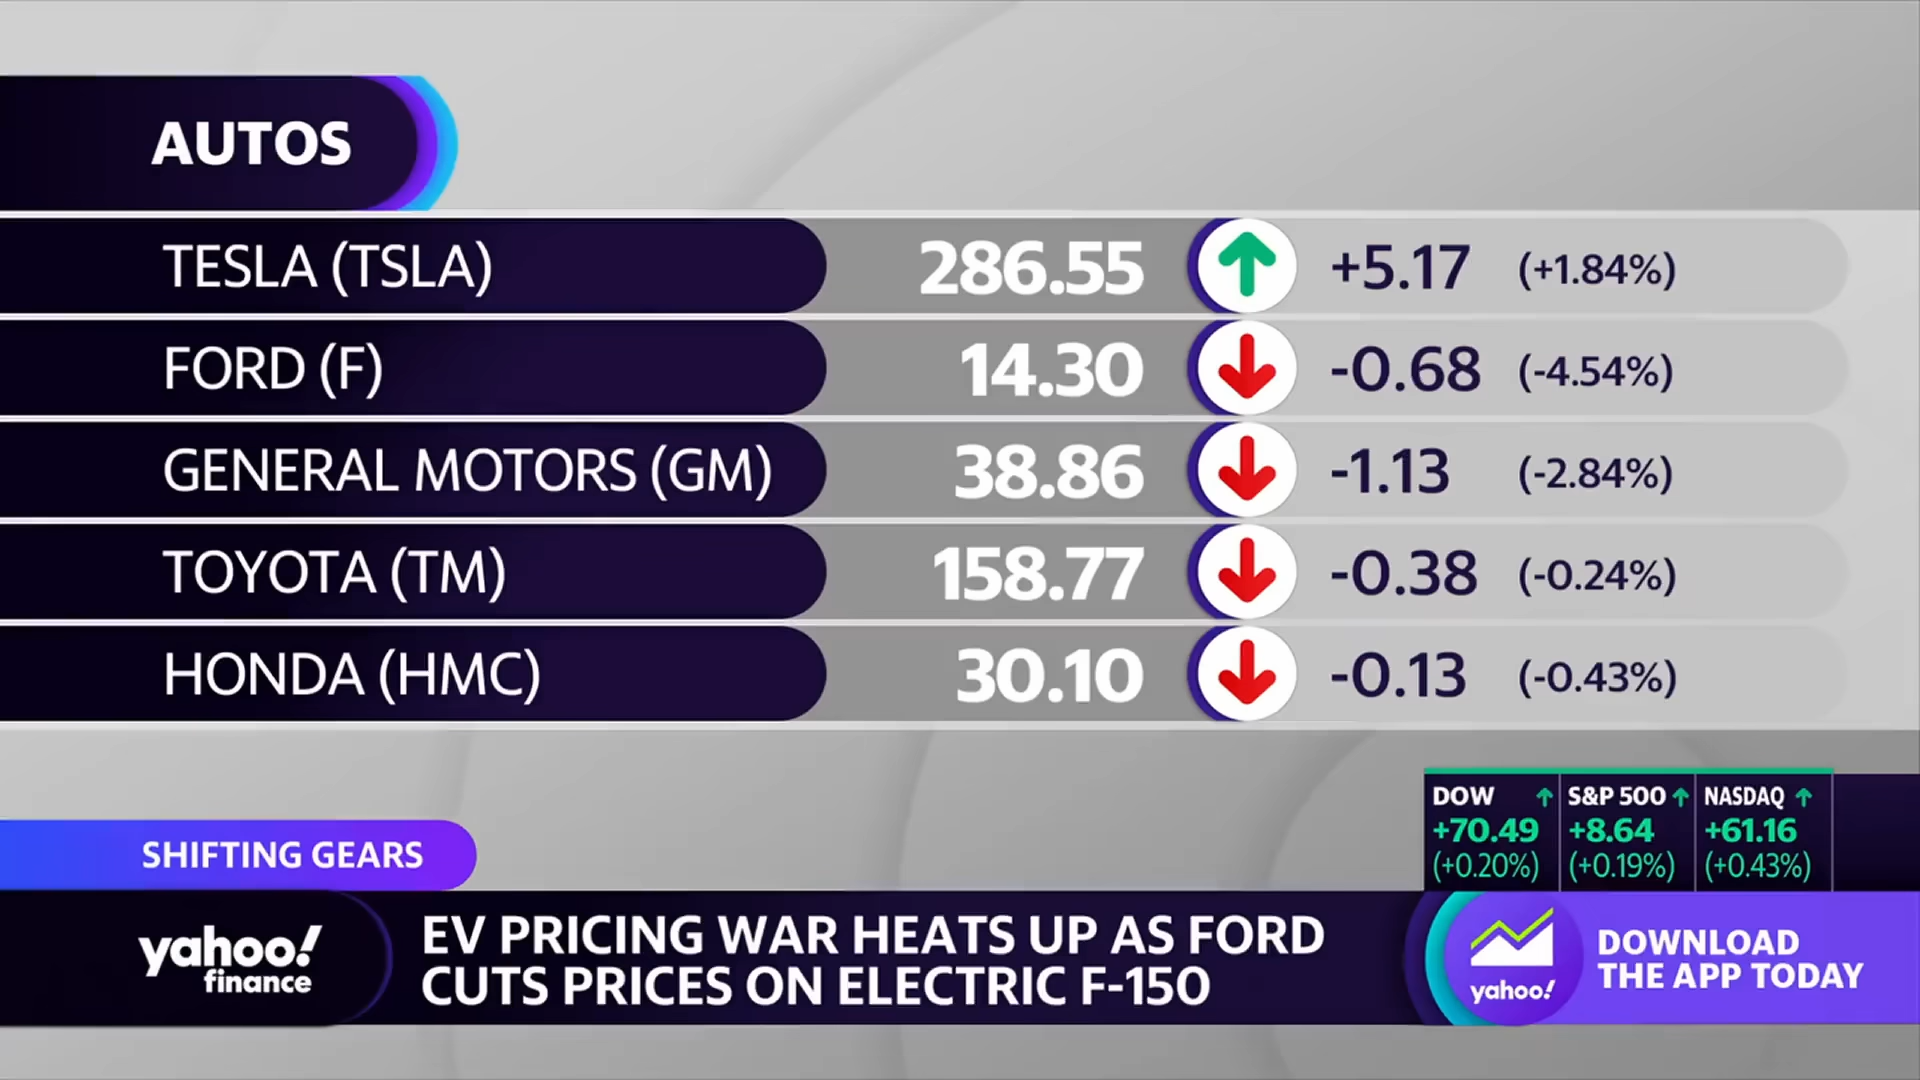 AUTOS
TESLA (TSLA) 286.55 +5.17 (+1.84%)
FORD (F) 14.30 -0.68 (-4.54%)
GENERAL MOTORS (GM) 38.86 -1.13 (-2.84%)
TOYOTA (TM) 158.77 -0.38 (-0.24%)
HONDA (HMC) 30.10 -0.13 (-0.43%)
DOW S&P 500 NASDAQ
+70.49 +8.64 +61.16
(+0.20%) (+0.19%) (+0.43%)
SHIFTING GEARS
yahoo!
finance
EV PRICING WAR HEATS UP AS FORD
CUTS PRICES ON ELECTRIC F-150
yahoo!
DOWNLOAD
THE APP TODAY